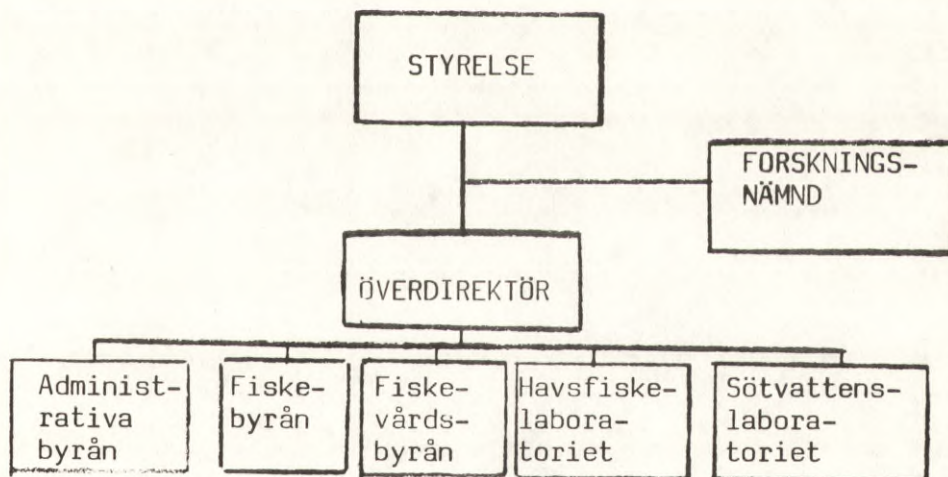 STYRELSE
FORSKNINGS-
NÄMND
ÖVERDIREKTÖR
Administ-
rativa
byrån
Fiske-
byrån
Fiske-
vårds-
byrån
Havsfiske-
labora-
toriet
Sötvattens-
labora-
toriet